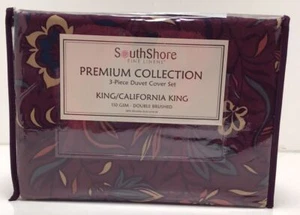 SouthShore
FINE LINENS
PREMIUM COLLECTION
3-Piece Duvet Cover Set
KING/CALIFORNIA KING
110 GSM - DOUBLE BRUSHED